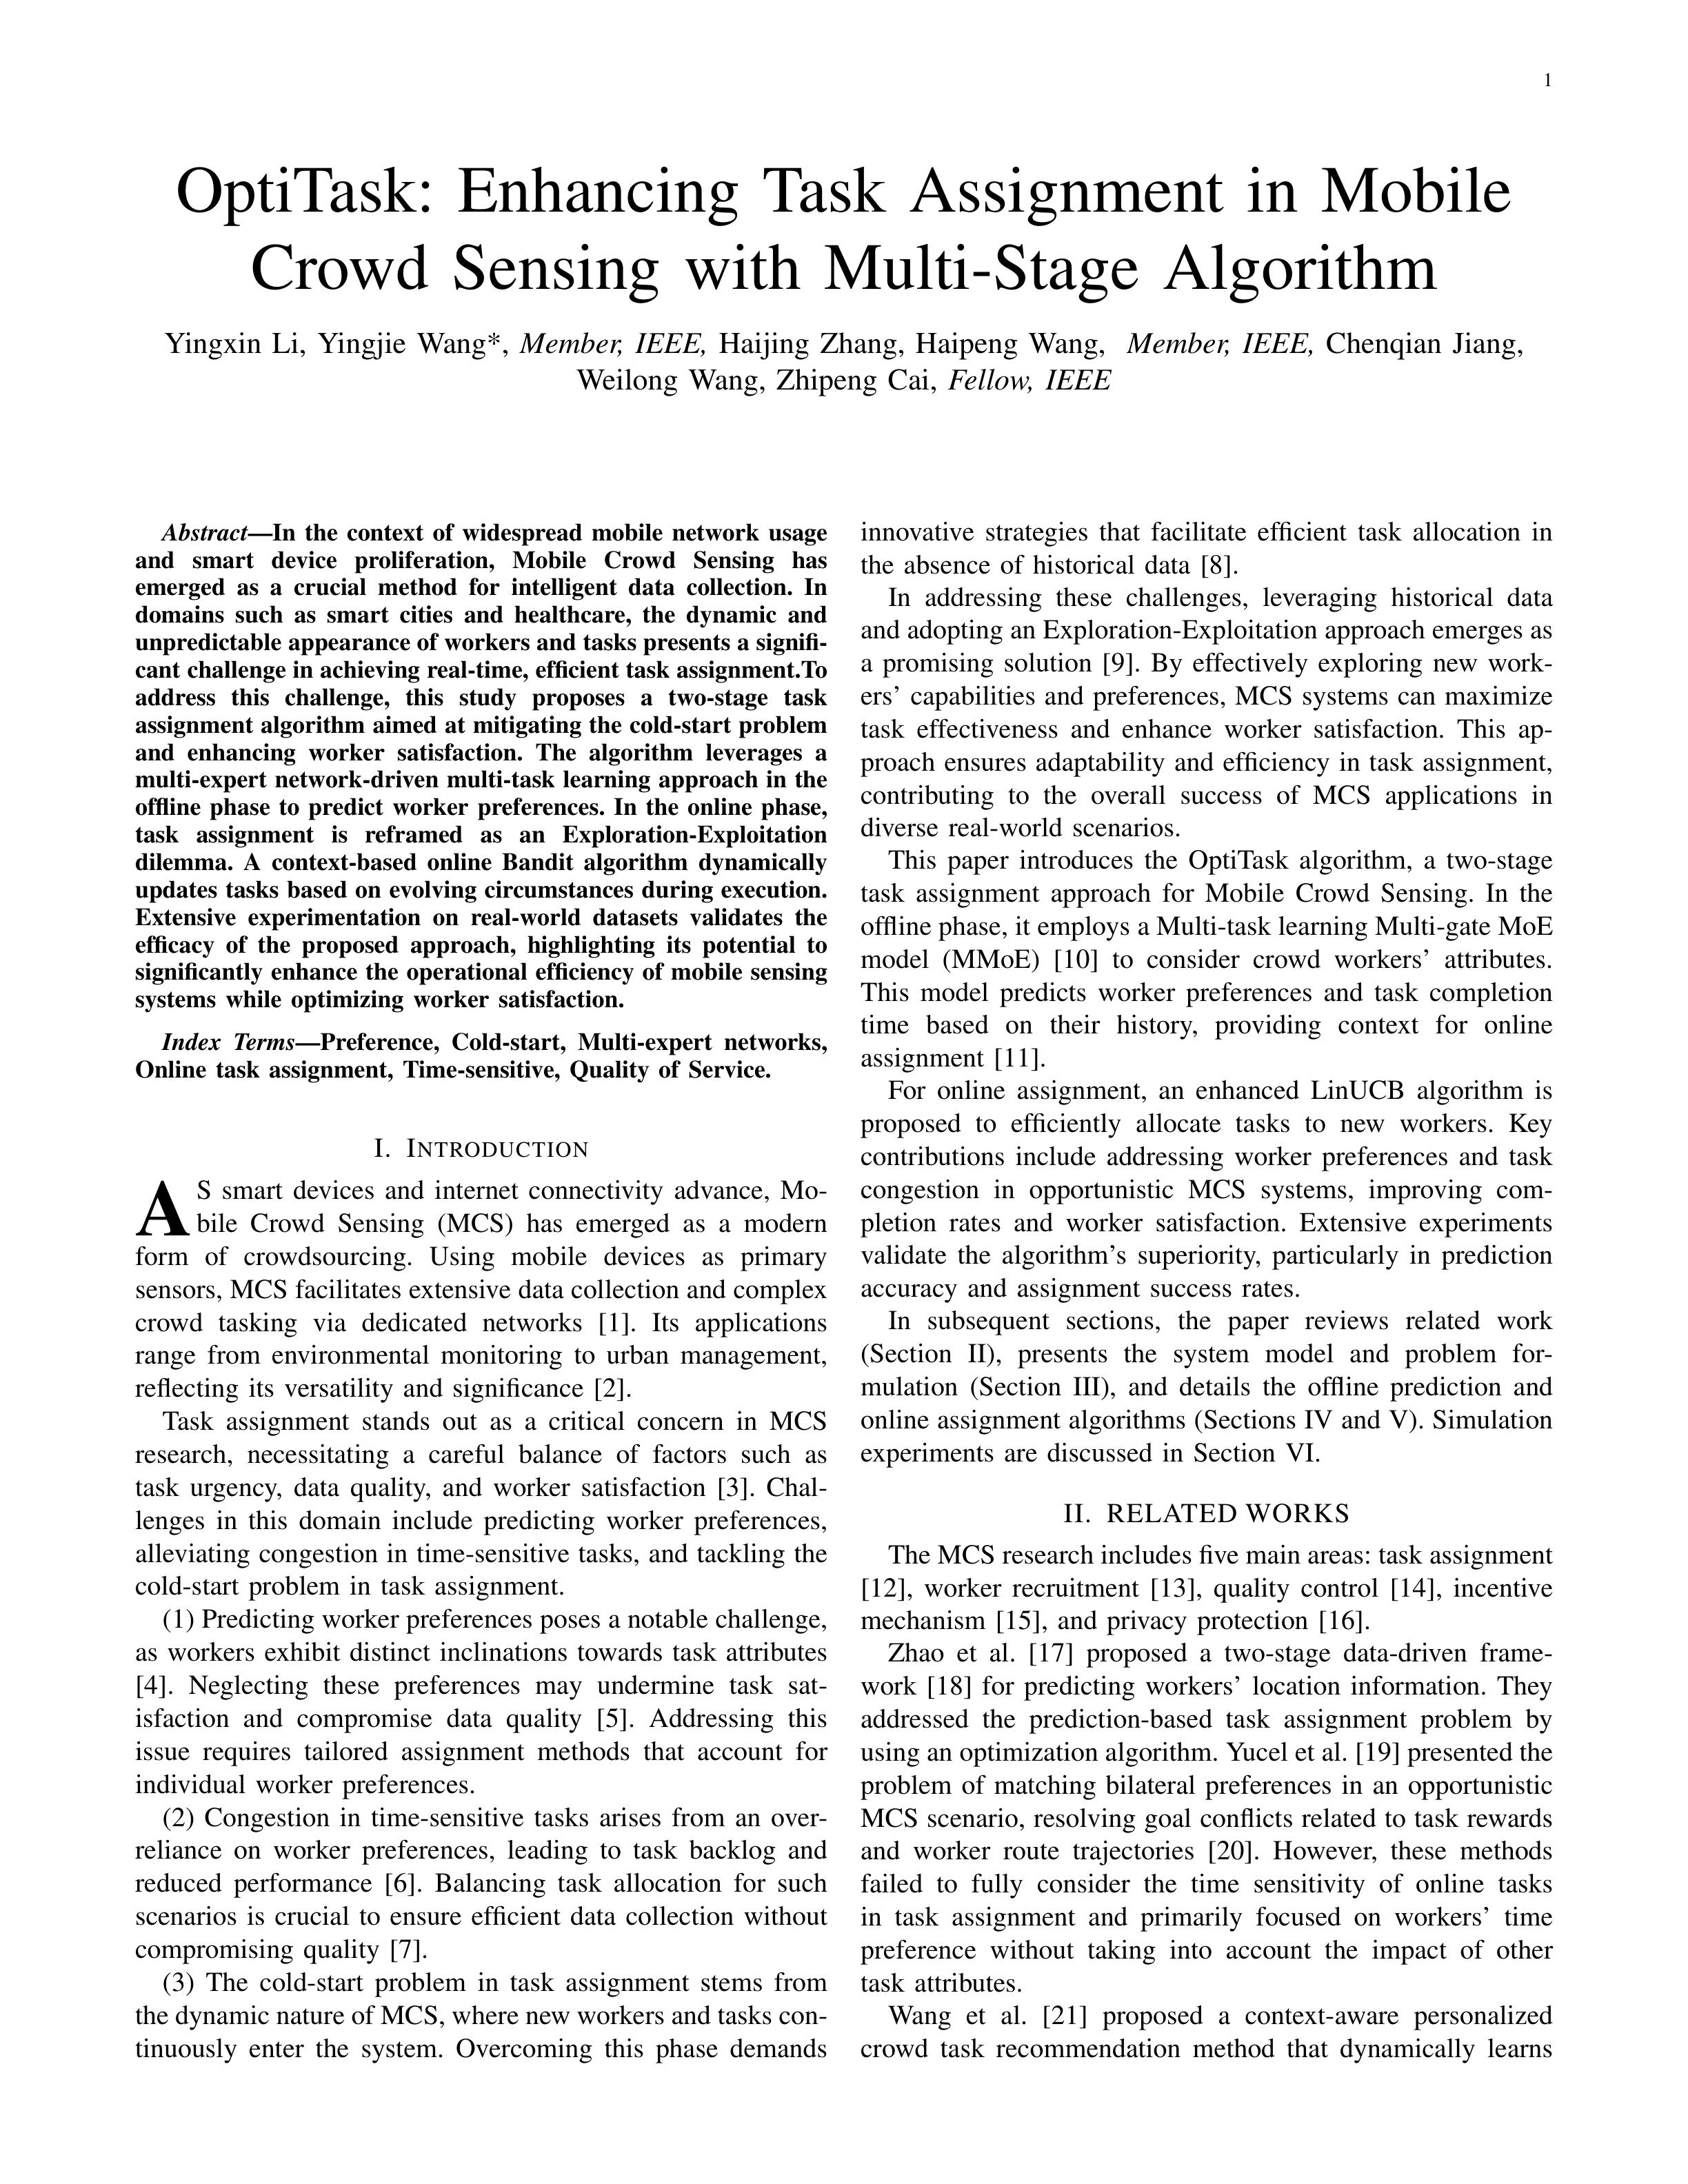 1
OptiTask: Enhancing Task Assignment in Mobile
Crowd Sensing with Multi-Stage Algorithm
Yingxin Li, Yingjie Wang*, Member, IEEE, Haijing Zhang, Haipeng Wang, Member, IEEE, Chenqian Jiang,
Weilong Wang, Zhipeng Cai, Fellow, IEEE
Abstract—In the context of widespread mobile network usage
and smart device proliferation, Mobile Crowd Sensing has
emerged as a crucial method for intelligent data collection. In
domains such as smart cities and healthcare, the dynamic and
unpredictable appearance of workers and tasks presents a signifi-
cant challenge in achieving real-time, efficient task assignment.To
address this challenge, this study proposes a two-stage task
assignment algorithm aimed at mitigating the cold-start problem
and enhancing worker satisfaction. The algorithm leverages a
multi-expert network-driven multi-task learning approach in the
offline phase to predict worker preferences. In the online phase,
task assignment is reframed as an Exploration-Exploitation
dilemma. A context-based online Bandit algorithm dynamically
updates tasks based on evolving circumstances during execution.
Extensive experimentation on real-world datasets validates the
efficacy of the proposed approach, highlighting its potential to
significantly enhance the operational efficiency of mobile sensing
systems while optimizing worker satisfaction.
Index Terms—Preference, Cold-start, Multi-expert networks,
Online task assignment, Time-sensitive, Quality of Service.
I. INTRODUCTION
AS smart devices and internet connectivity advance, Mo-
bile Crowd Sensing (MCS) has emerged as a modern
form of crowdsourcing. Using mobile devices as primary
sensors, MCS facilitates extensive data collection and complex
crowd tasking via dedicated networks [1]. Its applications
range from environmental monitoring to urban management,
reflecting its versatility and significance [2].
Task assignment stands out as a critical concern in MCS
research, necessitating a careful balance of factors such as
task urgency, data quality, and worker satisfaction [3]. Chal-
lenges in this domain include predicting worker preferences,
alleviating congestion in time-sensitive tasks, and tackling the
cold-start problem in task assignment.
(1) Predicting worker preferences poses a notable challenge,
as workers exhibit distinct inclinations towards task attributes
[4]. Neglecting these preferences may undermine task sat-
isfaction and compromise data quality [5]. Addressing this
issue requires tailored assignment methods that account for
individual worker preferences.
(2) Congestion in time-sensitive tasks arises from an over-
reliance on worker preferences, leading to task backlog and
reduced performance [6]. Balancing task allocation for such
scenarios is crucial to ensure efficient data collection without
compromising quality [7].
(3) The cold-start problem in task assignment stems from
the dynamic nature of MCS, where new workers and tasks con-
tinuously enter the system. Overcoming this phase demands
innovative strategies that facilitate efficient task allocation in
the absence of historical data [8].
In addressing these challenges, leveraging historical data
and adopting an Exploration-Exploitation approach emerges as
a promising solution [9]. By effectively exploring new work-
ers' capabilities and preferences, MCS systems can maximize
task effectiveness and enhance worker satisfaction. This ap-
proach ensures adaptability and efficiency in task assignment,
contributing to the overall success of MCS applications in
diverse real-world scenarios.
This paper introduces the OptiTask algorithm, a two-stage
task assignment approach for Mobile Crowd Sensing. In the
offline phase, it employs a Multi-task learning Multi-gate MoE
model (MMoE) [10] to consider crowd workers' attributes.
This model predicts worker preferences and task completion
time based on their history, providing context for online
assignment [11].
For online assignment, an enhanced LinUCB algorithm is
proposed to efficiently allocate tasks to new workers. Key
contributions include addressing worker preferences and task
congestion in opportunistic MCS systems, improving com-
pletion rates and worker satisfaction. Extensive experiments
validate the algorithm's superiority, particularly in prediction
accuracy and assignment success rates.
In subsequent sections, the paper reviews related work
(Section II), presents the system model and problem for-
mulation (Section III), and details the offline prediction and
online assignment algorithms (Sections IV and V). Simulation
experiments are discussed in Section VI.
II. RELATED WORKS
The MCS research includes five main areas: task assignment
[12], worker recruitment [13], quality control [14], incentive
mechanism [15], and privacy protection [16].
Zhao et al. [17] proposed a two-stage data-driven frame-
work [18] for predicting workers' location information. They
addressed the prediction-based task assignment problem by
using an optimization algorithm. Yucel et al. [19] presented the
problem of matching bilateral preferences in an opportunistic
MCS scenario, resolving goal conflicts related to task rewards
and worker route trajectories [20]. However, these methods
failed to fully consider the time sensitivity of online tasks
in task assignment and primarily focused on workers' time
preference without taking into account the impact of other
task attributes.
Wang et al. [21] proposed a context-aware personalized
crowd task recommendation method that dynamically learns